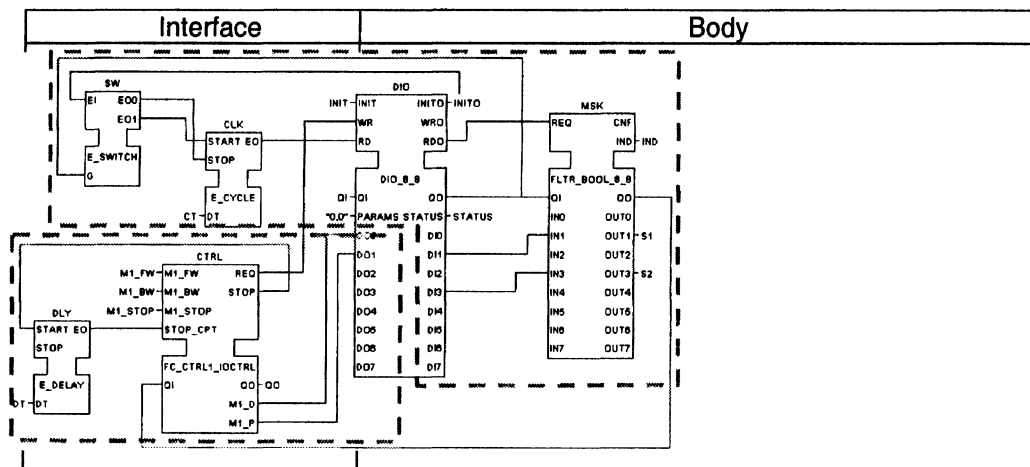 Interface
Body
SW
EI EO0
EO1
E_SWITCH
G
CLK
START EO
STOP
E_CYCLE
CT DT
DIO
INIT INIT INITO INITO
WR WRO
RD RDO
DIO_8_8
QI QI QO
"0,0" PARAMS STATUS STATUS
DI0
DO1 DI1
DO2 DI2
DO3 DI3
DO4 DI4
DO5 DI5
DO6 DI6
DO7 DI7
MSK
REQ CNF
IND IND
FLTR_BOOL_8_8
QI QO
IN0 OUT0
IN1 OUT1 S1
IN2 OUT2
IN3 OUT3 S2
IN4 OUT4
IN5 OUT5
IN6 OUT6
IN7 OUT7
CTRL
M1_FW M1_FW REQ
M1_BW M1_BW STOP
M1_STOP M1_STOP
STOP_CPT
FC_CTRL1_IOCTRL
QI QO QO
M1_D
M1_P
DLY
START EO
STOP
E_DELAY
DT DT